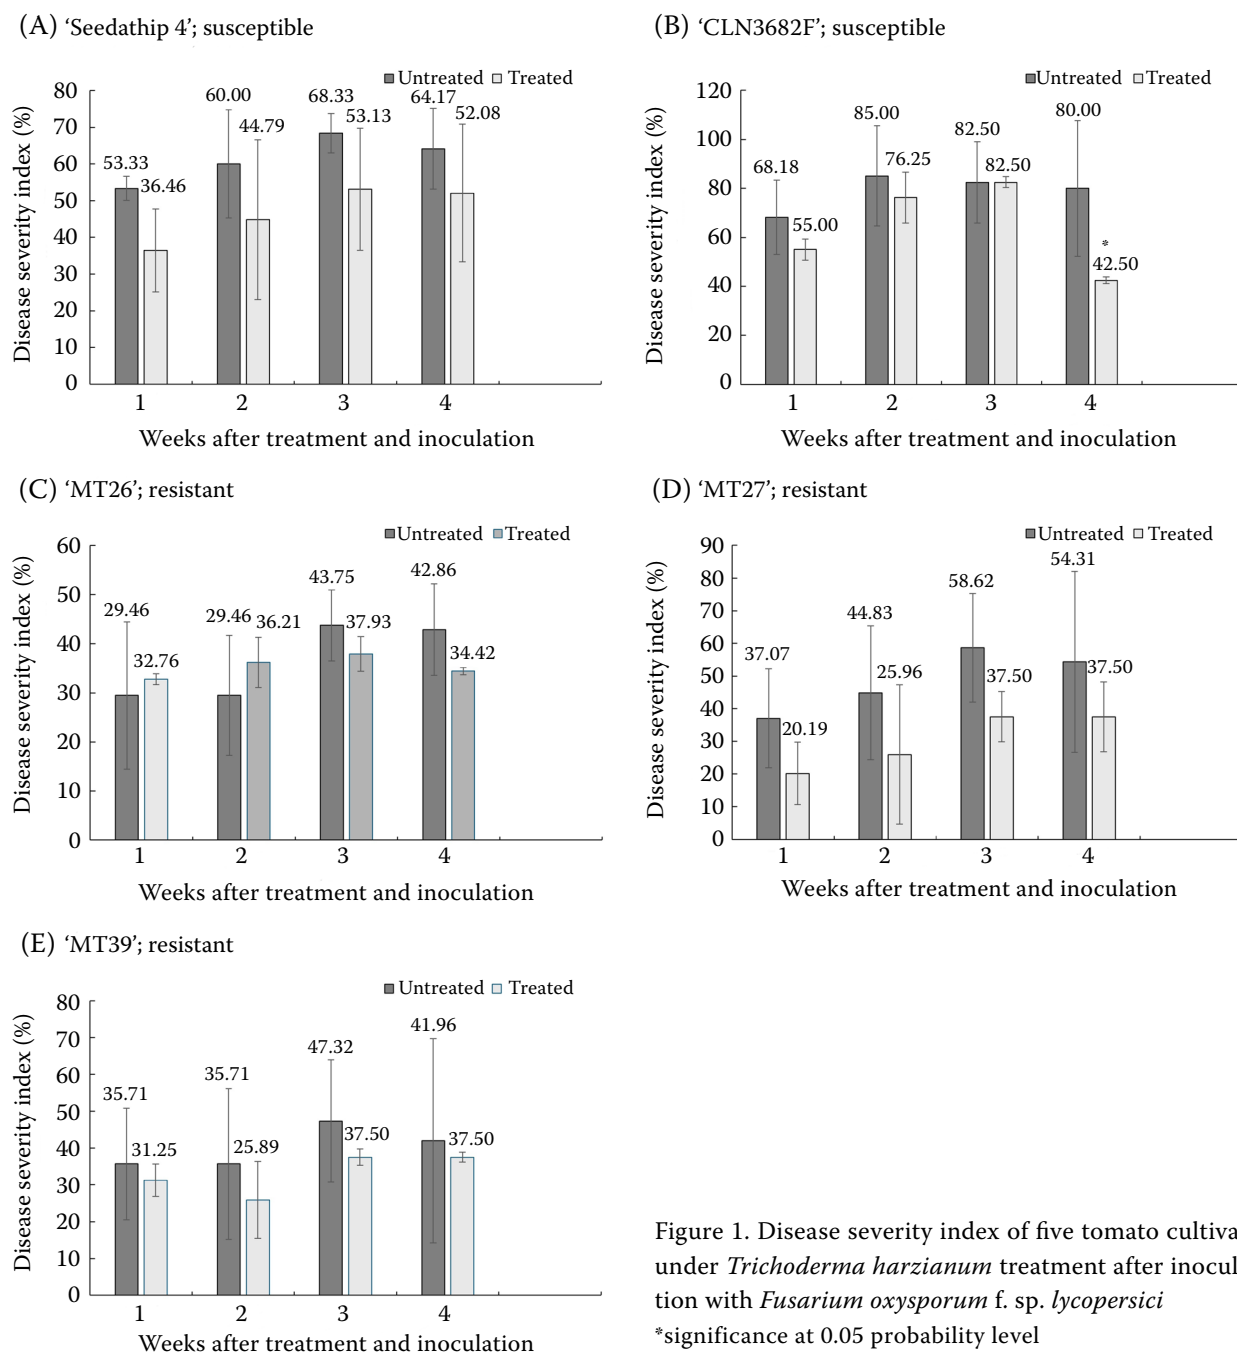 (A) ‘Seedathip 4’; susceptible
Untreated Treated
Disease severity index (%)
80
70
60
50
40
30
20
10
0
53.33
36.46
60.00
44.79
68.33
53.13
64.17
52.08
1 2 3 4
Weeks after treatment and inoculation
(B) ‘CLN3682F’; susceptible
Untreated Treated
Disease severity index (%)
120
100
80
60
40
20
0
68.18
55.00
85.00
76.25
82.50
82.50
80.00
*
42.50
1 2 3 4
Weeks after treatment and inoculation
(C) ‘MT26’; resistant
Untreated Treated
Disease severity index (%)
60
50
40
30
20
10
0
29.46
32.76
29.46
36.21
43.75
37.93
42.86
34.42
1 2 3 4
Weeks after treatment and inoculation
(D) ‘MT27’; resistant
Untreated Treated
Disease severity index (%)
90
80
70
60
50
40
30
20
10
0
37.07
20.19
44.83
25.96
58.62
37.50
54.31
37.50
1 2 3 4
Weeks after treatment and inoculation
(E) ‘MT39’; resistant
Untreated Treated
Disease severity index (%)
80
70
60
50
40
30
20
10
0
35.71
31.25
35.71
25.89
47.32
37.50
41.96
37.50
1 2 3 4
Weeks after treatment and inoculation
Figure 1. Disease severity index of five tomato cultiva
under Trichoderma harzianum treatment after inocul
tion with Fusarium oxysporum f. sp. lycopersici
*significance at 0.05 probability level